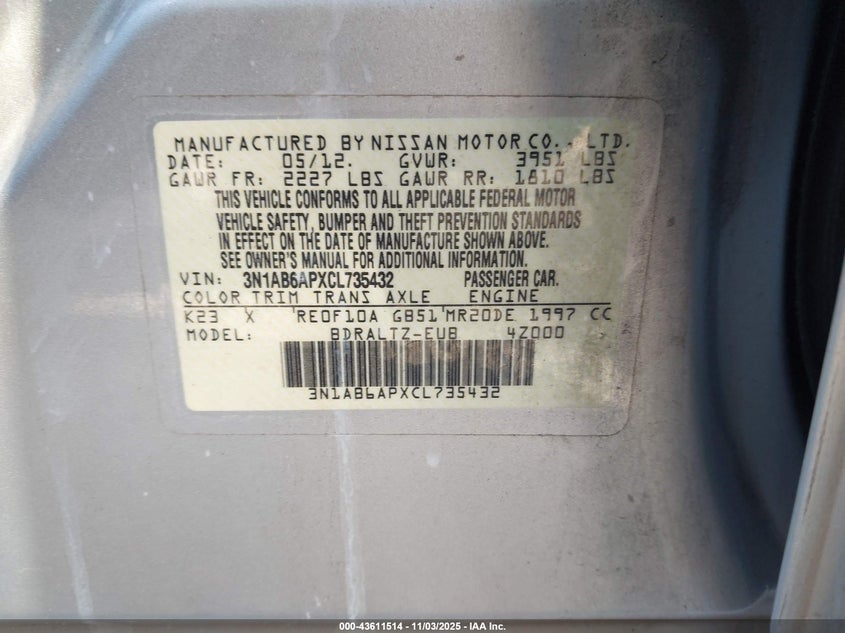 MANUFACTURED BY NISSAN MOTOR CO., LTD.
DATE: 05/12. GVWR: 3951 LBS
GAWR FR: 2227 LBS GAWR RR: 1810 LBS
THIS VEHICLE CONFORMS TO ALL APPLICABLE FEDERAL MOTOR
VEHICLE SAFETY, BUMPER AND THEFT PREVENTION STANDARDS
IN EFFECT ON THE DATE OF MANUFACTURE SHOWN ABOVE.
SEE OWNER'S MANUAL FOR ADDITIONAL INFORMATION.
VIN: 3N1AB6APXCL735432 PASSENGER CAR.
COLOR TRIM TRANS AXLE ENGINE
K23 X RE0F10A GB51 MR20DE 1997 CC
MODEL: BDRALTZ-EUB 4Z000
3N1AB6APXCL735432
000-43611514 - 11/03/2025 - IAA Inc.